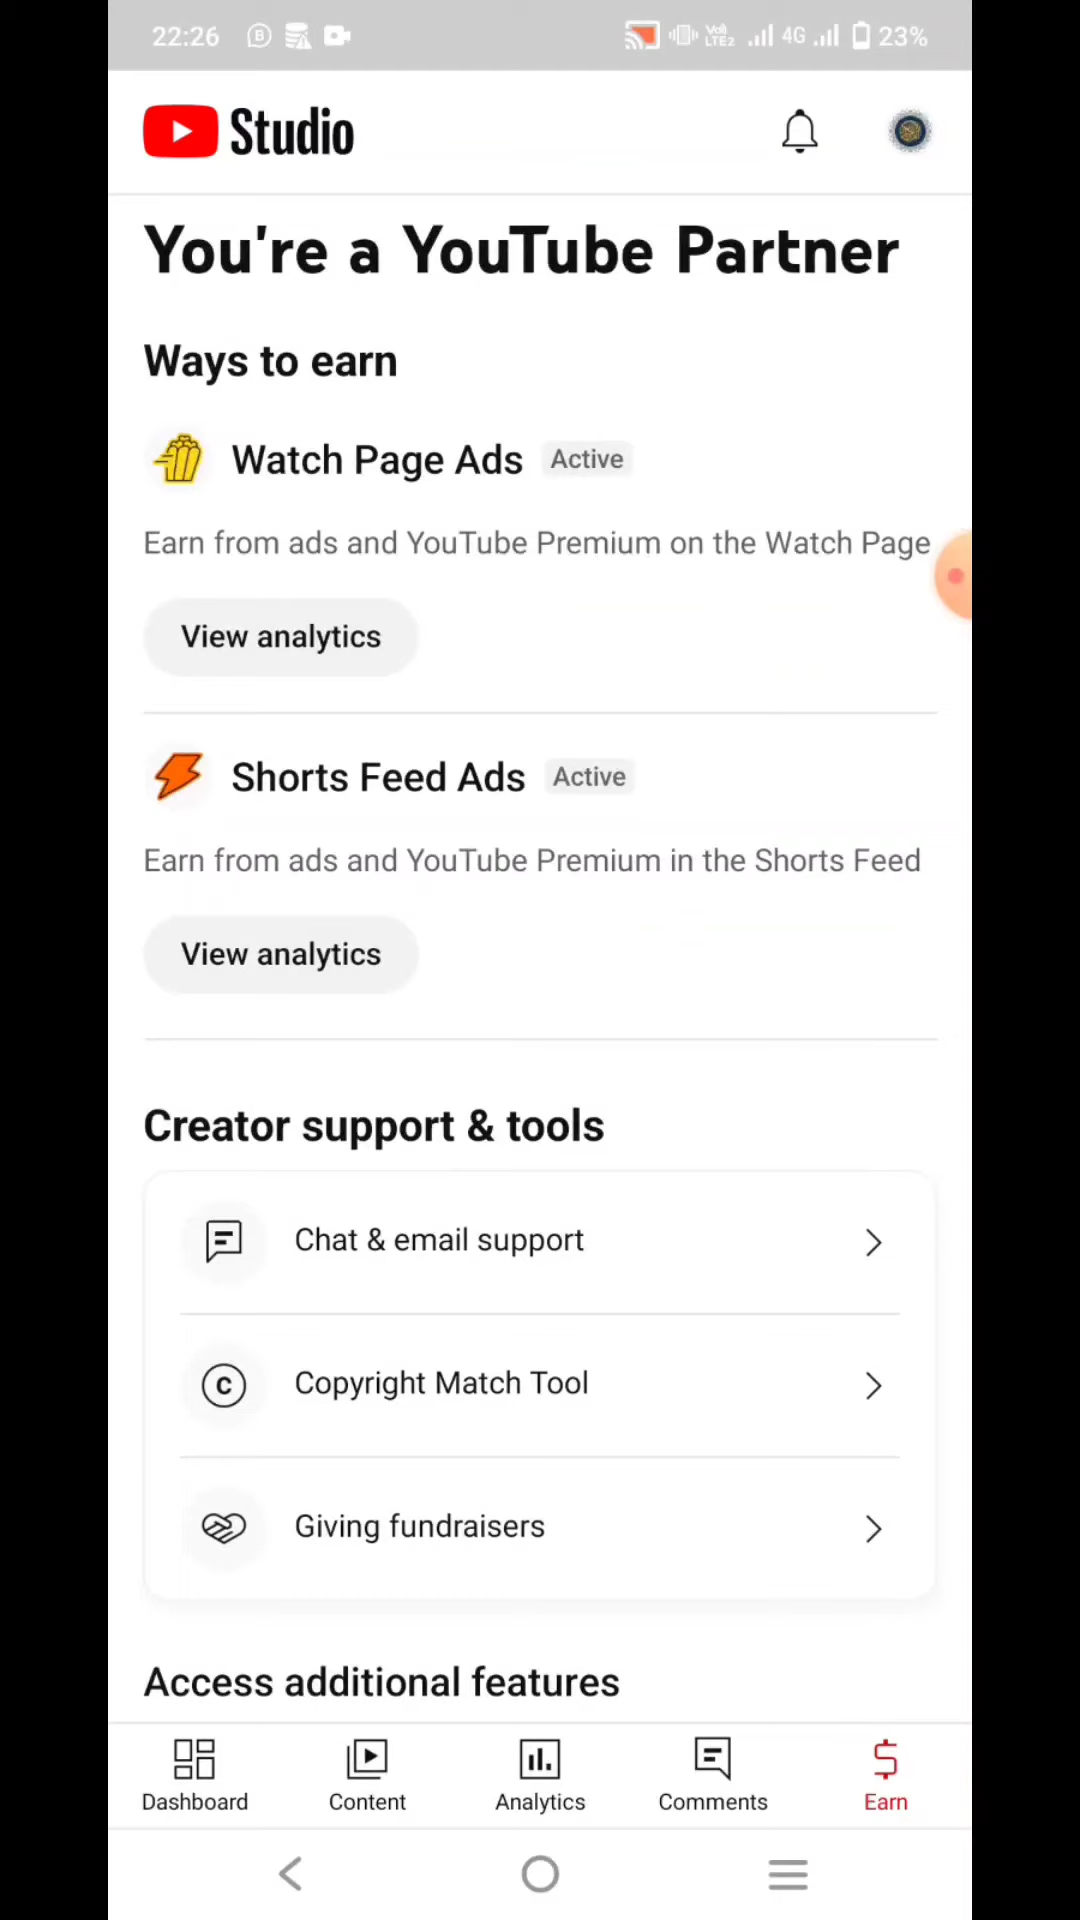 22:26 B VoB LTE2 4G 23%
Studio
You're a YouTube Partner
Ways to earn
Watch Page Ads Active
Earn from ads and YouTube Premium on the Watch Page
View analytics
Shorts Feed Ads Active
Earn from ads and YouTube Premium in the Shorts Feed
View analytics
Creator support & tools
Chat & email support
C Copyright Match Tool
Giving fundraisers
Access additional features
Dashboard Content Analytics Comments Earn